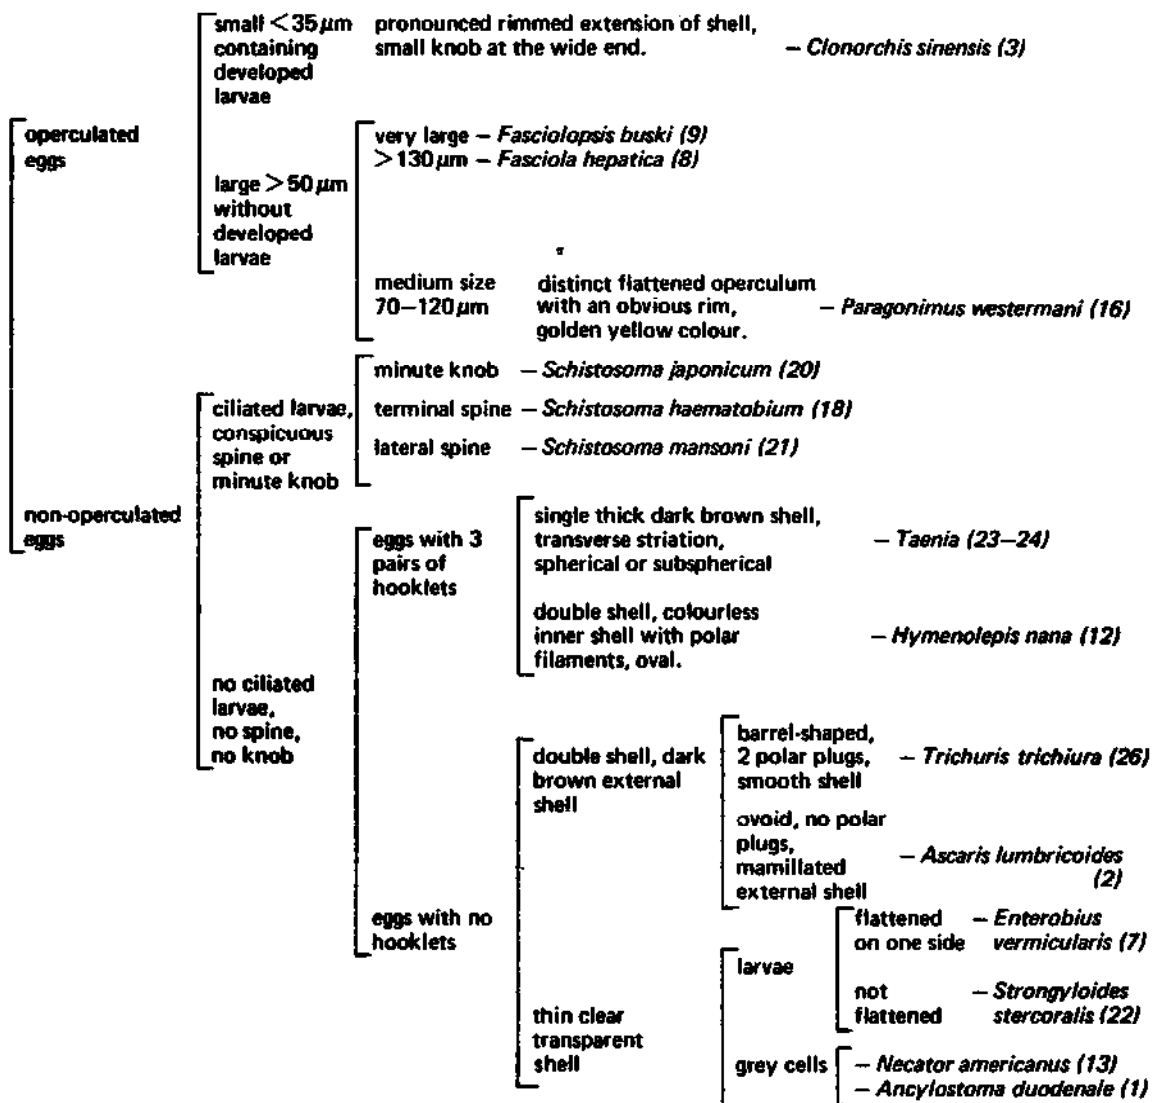 small <35 μm containing developed larvae
pronounced rimmed extension of shell, small knob at the wide end.
– Clonorchis sinensis (3)
operculated eggs
very large – Fasciolopsis buski (9)
>130 μm – Fasciola hepatica (8)
large >50 μm without developed larvae
medium size 70–120 μm
distinct flattened operculum with an obvious rim, golden yellow colour.
– Paragonimus westermani (16)
minute knob – Schistosoma japonicum (20)
ciliated larvae, conspicuous spine or minute knob
terminal spine – Schistosoma haematobium (18)
lateral spine – Schistosoma mansoni (21)
non-operculated eggs
eggs with 3 pairs of hooklets
single thick dark brown shell, transverse striation, spherical or subspherical
– Taenia (23–24)
double shell, colourless inner shell with polar filaments, oval.
– Hymenolepis nana (12)
no ciliated larvae, no spine, no knob
double shell, dark brown external shell
barrel-shaped, 2 polar plugs, smooth shell
– Trichuris trichiura (26)
ovoid, no polar plugs, mamillated external shell
– Ascaris lumbricoides (2)
eggs with no hooklets
flattened on one side
– Enterobius vermicularis (7)
larvae
not flattened
– Strongyloides stercoralis (22)
thin clear transparent shell
grey cells
– Necator americanus (13)
– Ancylostoma duodenale (1)